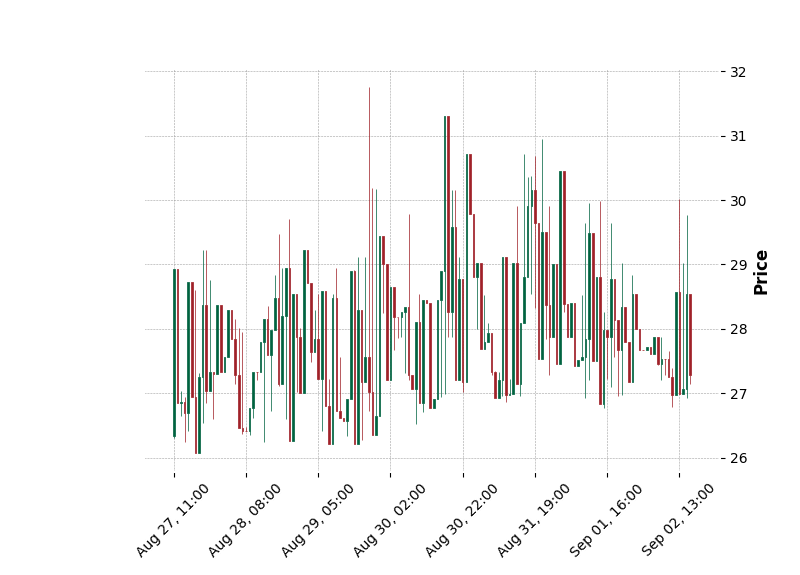 32
31
30
29
28
27
26
Price
Aug 27, 11:00
Aug 28, 08:00
Aug 29, 05:00
Aug 30, 02:00
Aug 30, 22:00
Aug 31, 19:00
Sep 01, 16:00
Sep 02, 13:00